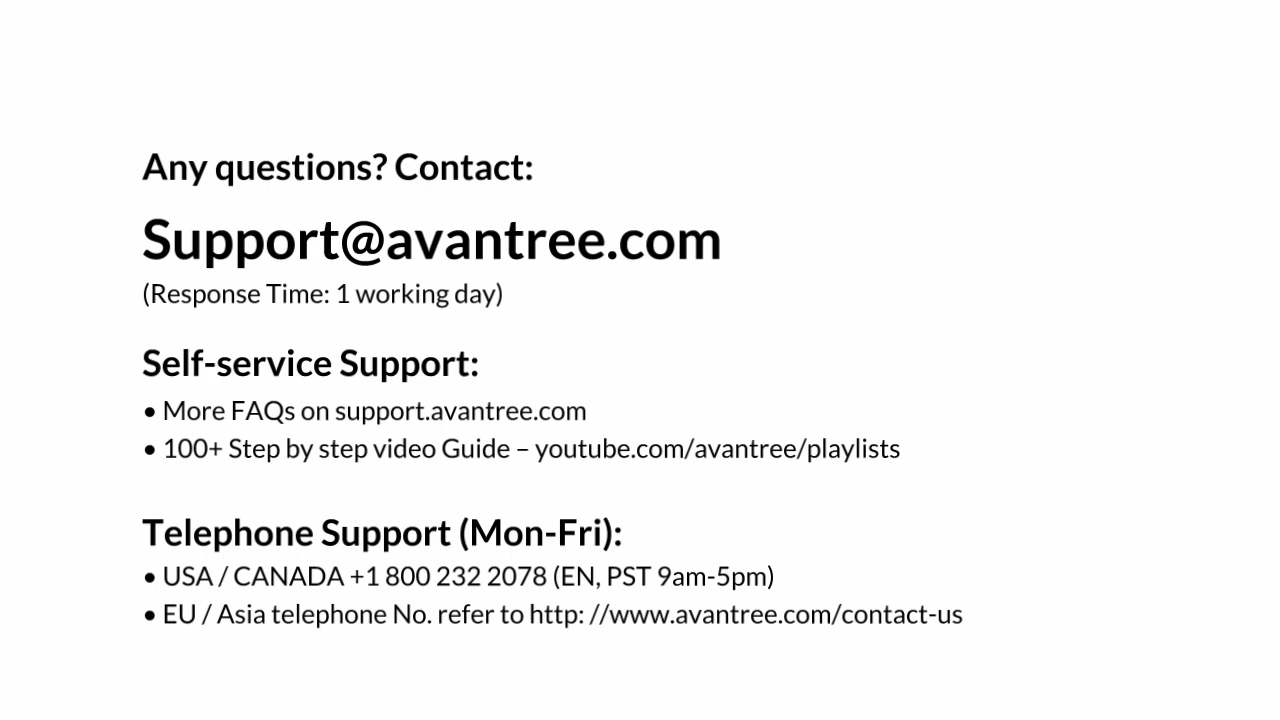 Any questions? Contact:
Support@avantree.com
(Response Time: 1 working day)
Self-service Support:
• More FAQs on support.avantree.com
• 100+ Step by step video Guide – youtube.com/avantree/playlists
Telephone Support (Mon-Fri):
• USA / CANADA +1 800 232 2078 (EN, PST 9am-5pm)
• EU / Asia telephone No. refer to http: //www.avantree.com/contact-us